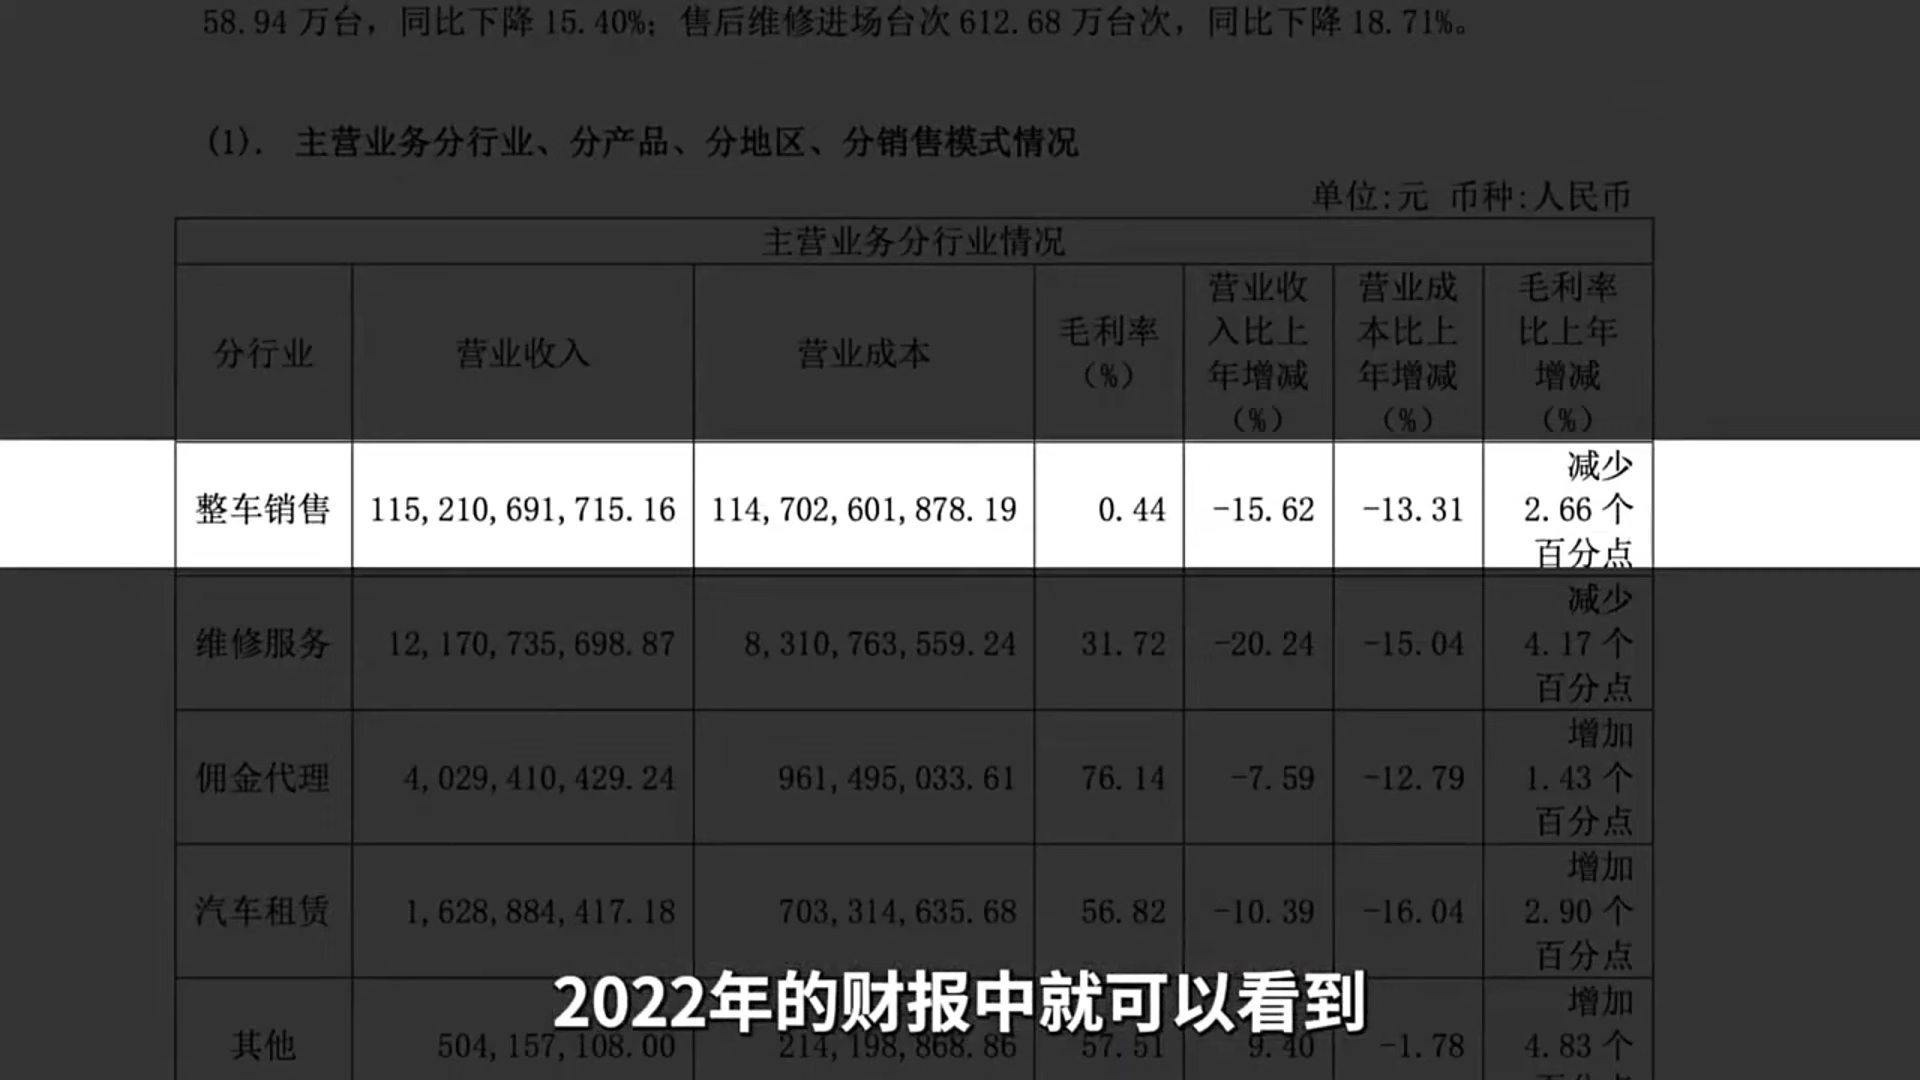 58.94 万台，同比下降 15.40%；售后维修进场台次 612.68 万台次，同比下降 18.71%。
(1). 主营业务分行业、分产品、分地区、分销售模式情况
单位:元 币种:人民币
主营业务分行业情况
分行业 营业收入 营业成本 毛利率（%） 营业收入比上年增减（%） 营业成本比上年增减（%） 毛利率比上年增减（%）
整车销售 115,210,691,715.16 114,702,601,878.19 0.44 -15.62 -13.31 减少 2.66 个百分点
维修服务 12,170,735,698.87 8,310,763,559.24 31.72 -20.24 -15.04 减少 4.17 个百分点
佣金代理 4,029,410,429.24 961,495,033.61 76.14 -7.59 -12.79 增加 1.43 个百分点
汽车租赁 1,628,884,417.18 703,314,635.68 56.82 -10.39 -16.04 增加 2.90 个百分点
其他 504,157,108.00 214,198,868.86 57.51 9.40 -1.78 增加 4.83 个
2022年的财报中就可以看到